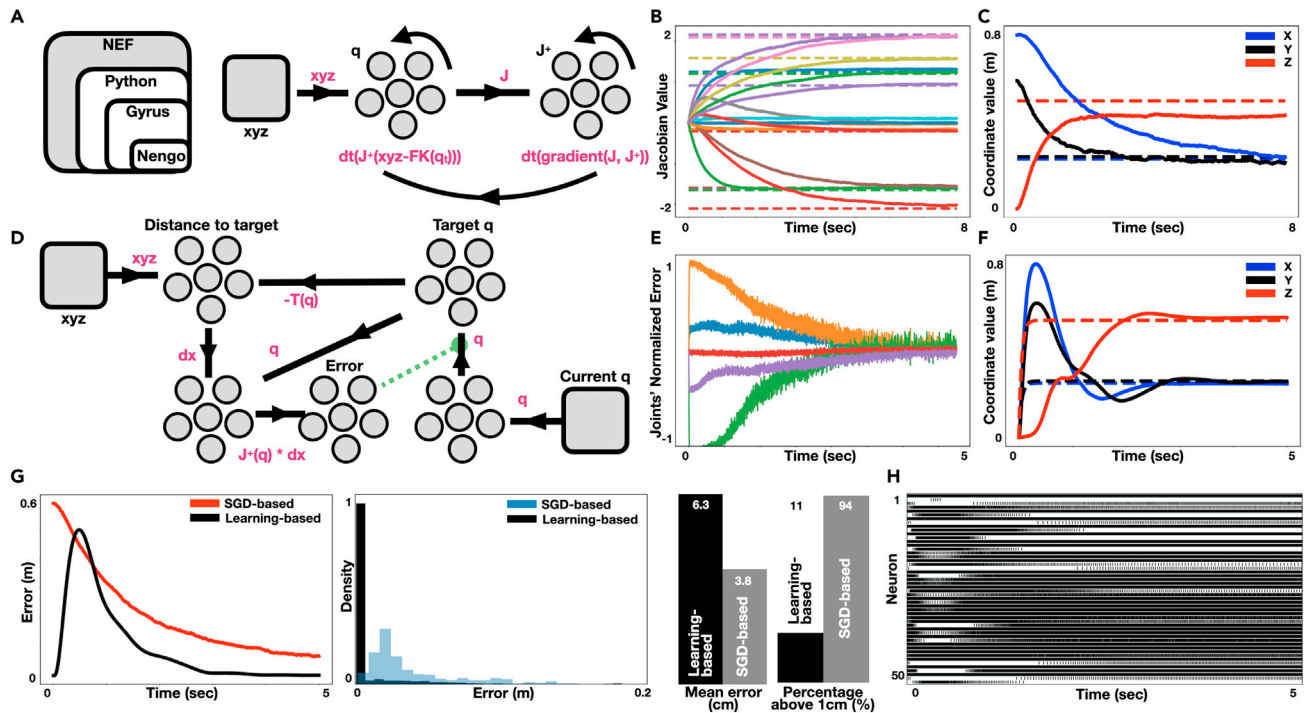 A
NEF
Python
Gyrus
Nengo
xyz
xyz
q
dt(J⁺(xyz-FK(qₜ)))
J
J⁺
dt(gradient(J, J⁺))
B
Jacobian Value
2
-2
0
8
Time (sec)
C
Coordinate value (m)
0.8
0
X
Y
Z
0
8
Time (sec)
D
Distance to target
Target q
xyz
xyz
-T(q)
dx
q
Error
q
Current q
q
J⁺(q) * dx
E
Joints' Normalized Error
1
-1
0
5
Time (sec)
F
Coordinate value (m)
0.8
0
X
Y
Z
0
5
Time (sec)
G
Error (m)
0.6
0
SGD-based
Learning-based
0
5
Time (sec)
Density
1
0
SGD-based
Learning-based
0
0.2
Error (m)
6.3
Learning-
based
3.8
SGD-based
Mean error
(cm)
11
Learning-
based
94
SGD-based
Percentage
above 1cm (%)
H
Neuron
1
50
0
5
Time (sec)